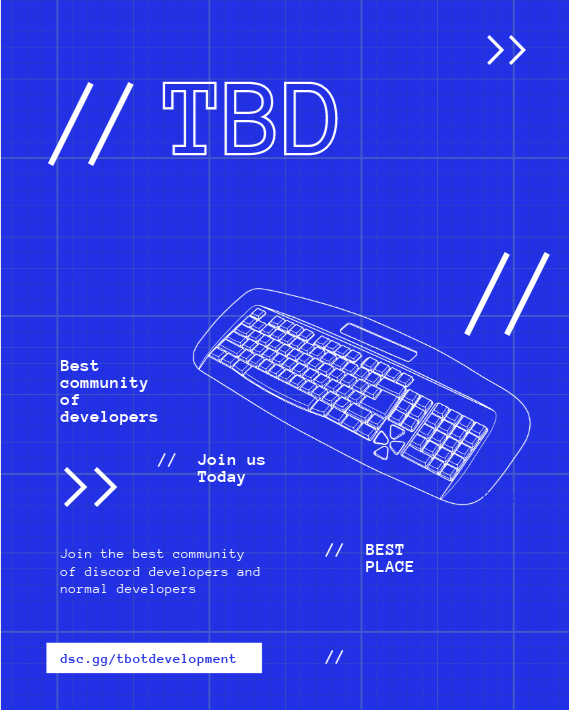 // TBD
//
Best
community
of
developers
// Join us
Today
Join the best community
of discord developers and
normal developers
// BEST
PLACE
dsc.gg/tbotdevelopment
//